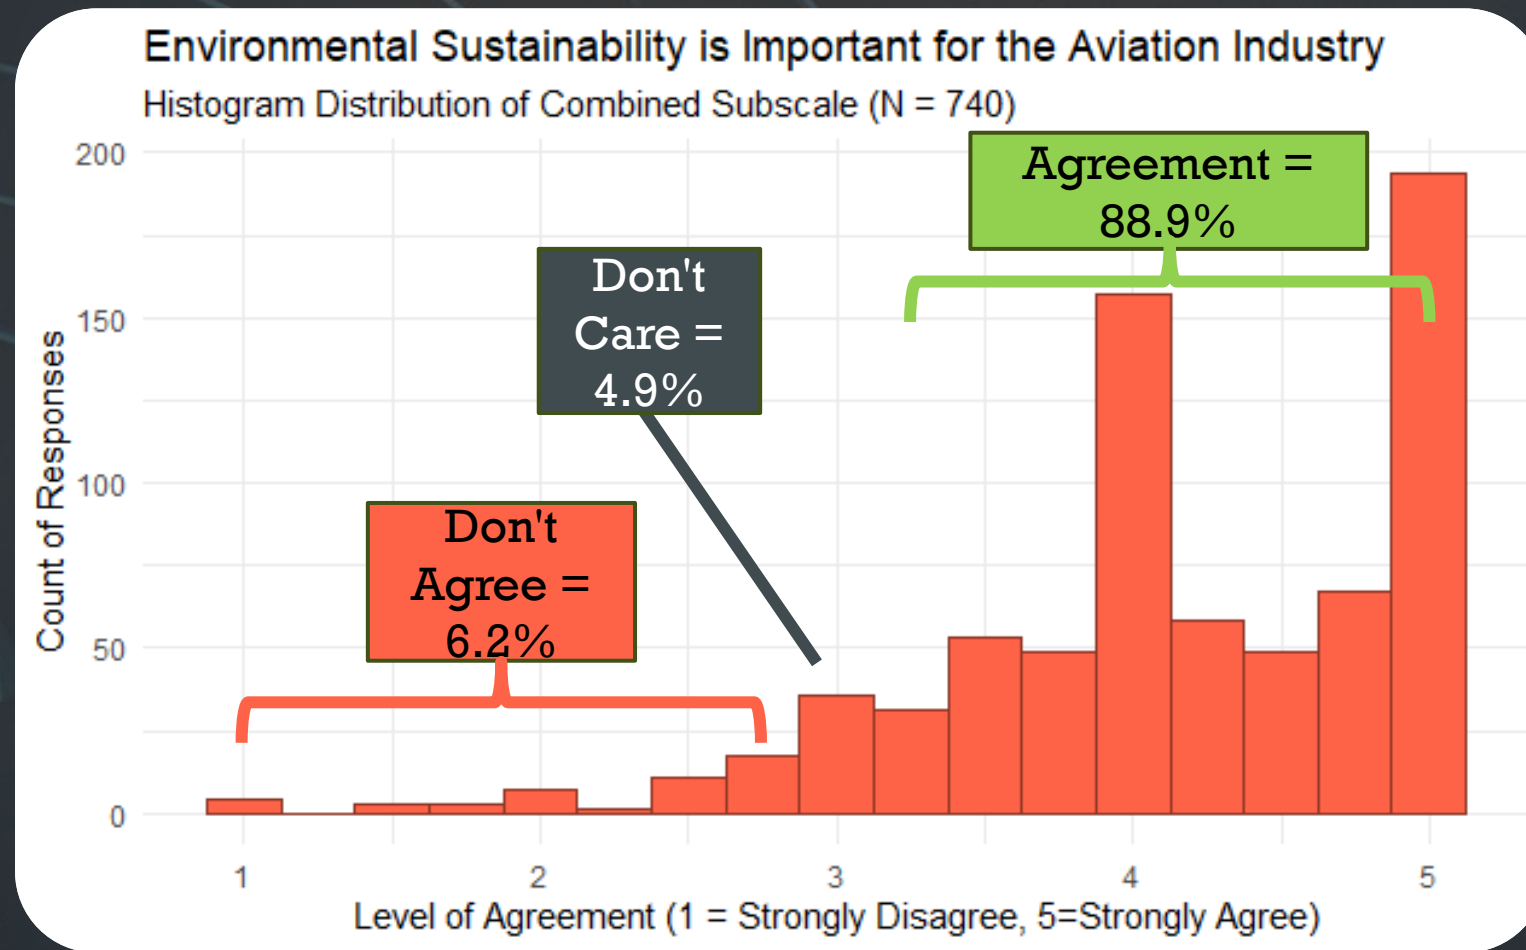 Environmental Sustainability is Important for the Aviation Industry
Histogram Distribution of Combined Subscale (N = 740)
Agreement =
88.9%
Don't
Care =
4.9%
Don't
Agree =
6.2%
Count of Responses
200
150
100
50
0
1
2
3
4
5
Level of Agreement (1 = Strongly Disagree, 5=Strongly Agree)